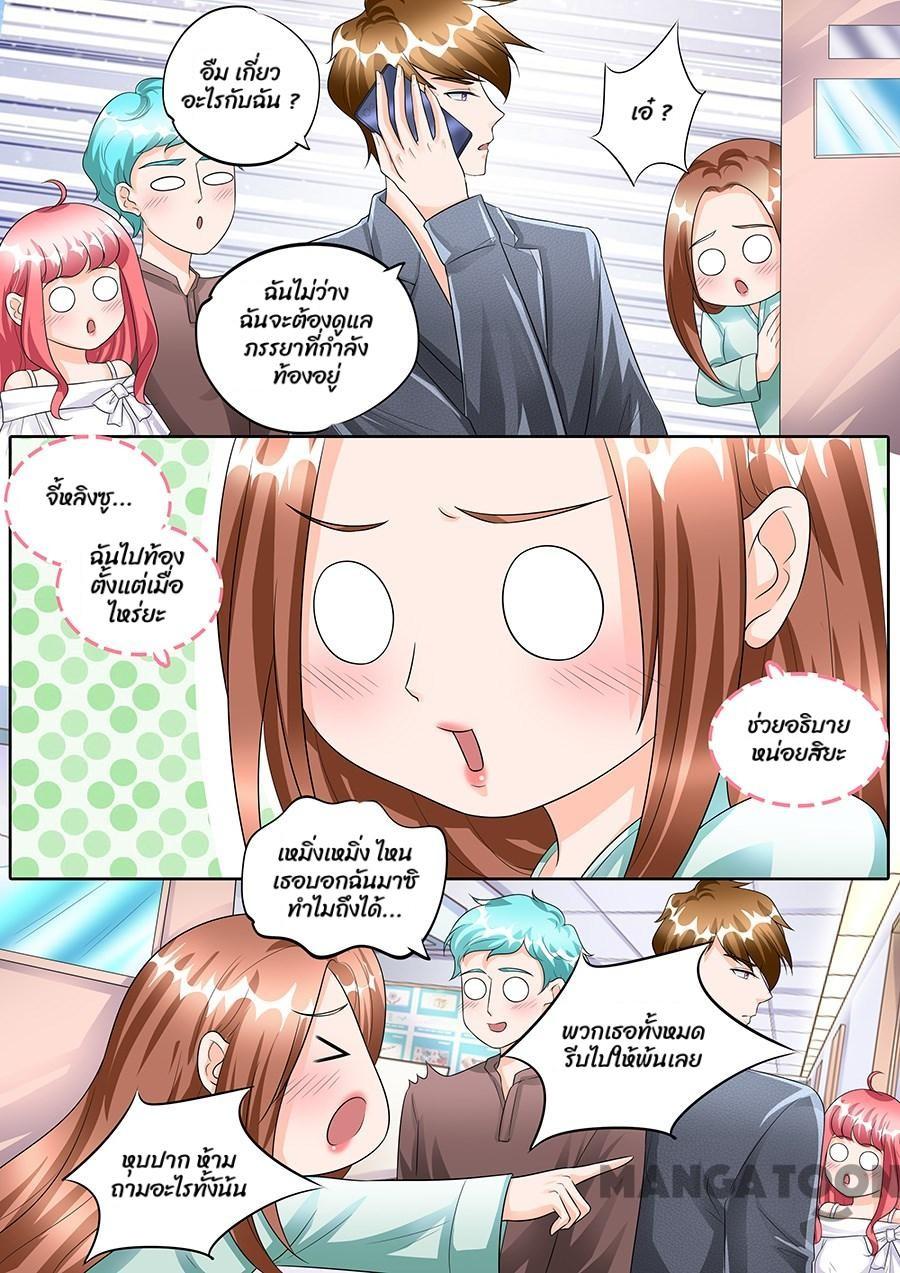 อืม เกี่ยว
อะไรกับฉัน ?
เอ๋ ?
ฉันไม่ว่าง
ฉันจะต้องดูแล
ภรรยาที่กำลัง
ท้องอยู่
จี้หลิงซู...
ฉันไปท้อง
ตั้งแต่เมื่อ
ไหร่ยะ
ช่วยอธิบาย
หน่อยสิยะ
เหมิ่งเหมิ่ง ไหน
เธอบอกฉันมาซิ
ทำไมถึงได้...
พวกเธอทั้งหมด
รีบไปให้พ้นเลย
หุบปาก ห้าม
ถามอะไรทั้งนั้น
MANGATOON